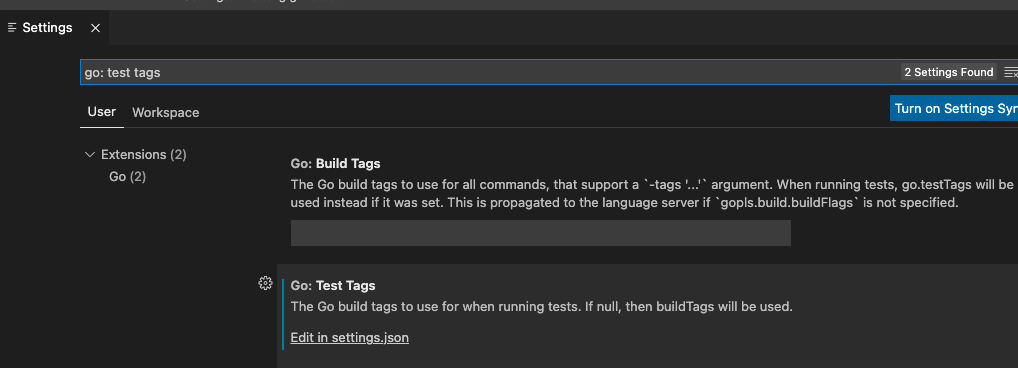 Settings
go: test tags
2 Settings Found
User
Workspace
Turn on Settings Syn
Extensions (2)
Go (2)
Go: Build Tags
The Go build tags to use for all commands, that support a `-tags '...'` argument. When running tests, go.testTags will be
used instead if it was set. This is propagated to the language server if `gopls.build.buildFlags` is not specified.
Go: Test Tags
The Go build tags to use for when running tests. If null, then buildTags will be used.
Edit in settings.json